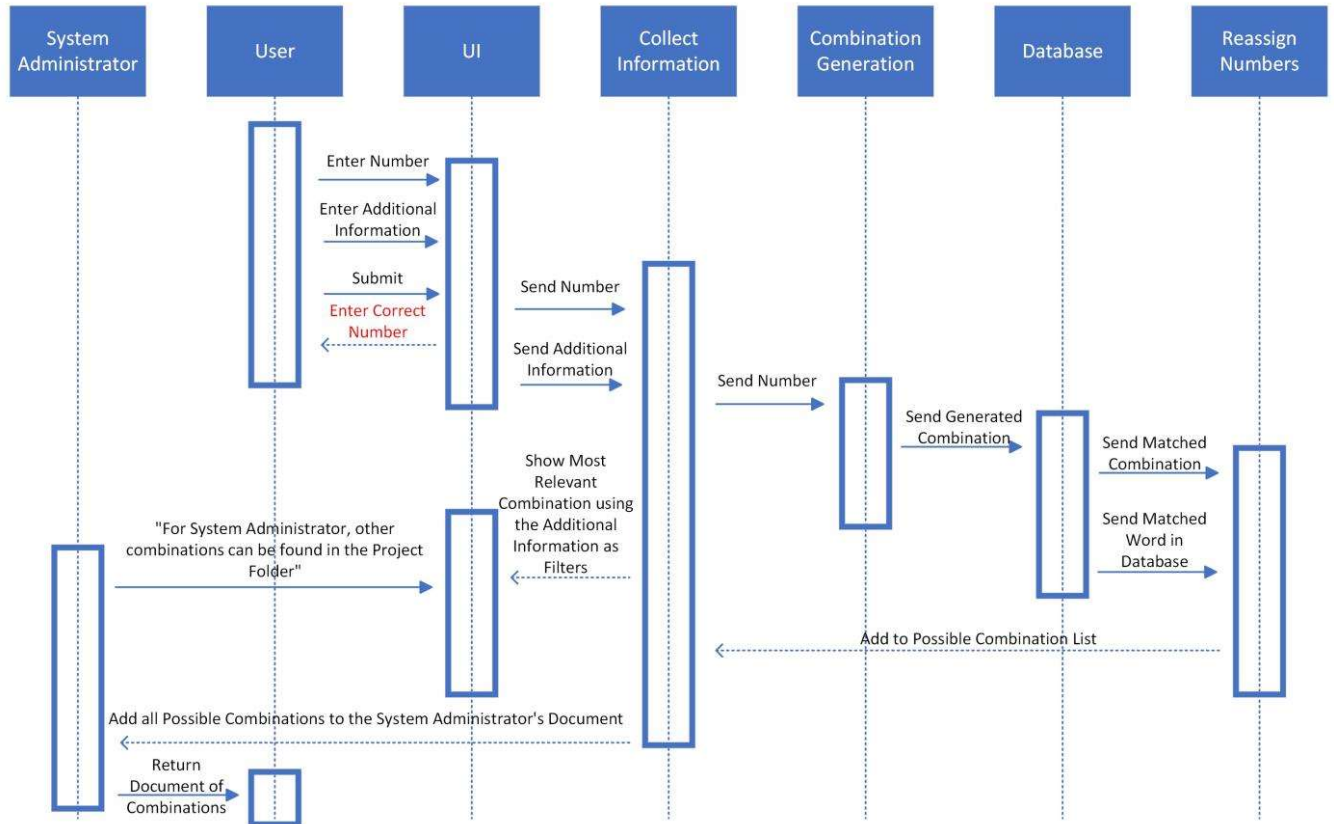 System
Administrator
User
UI
Collect
Information
Combination
Generation
Database
Reassign
Numbers
Enter Number
Enter Additional
Information
Submit
Enter Correct
Number
Send Number
Send Additional
Information
Send Number
Send Generated
Combination
Send Matched
Combination
Send Matched
Word in
Database
Show Most
Relevant
Combination using
the Additional
Information as
Filters
"For System Administrator, other
combinations can be found in the Project
Folder"
Add to Possible Combination List
Add all Possible Combinations to the System Administrator's Document
Return
Document of
Combinations